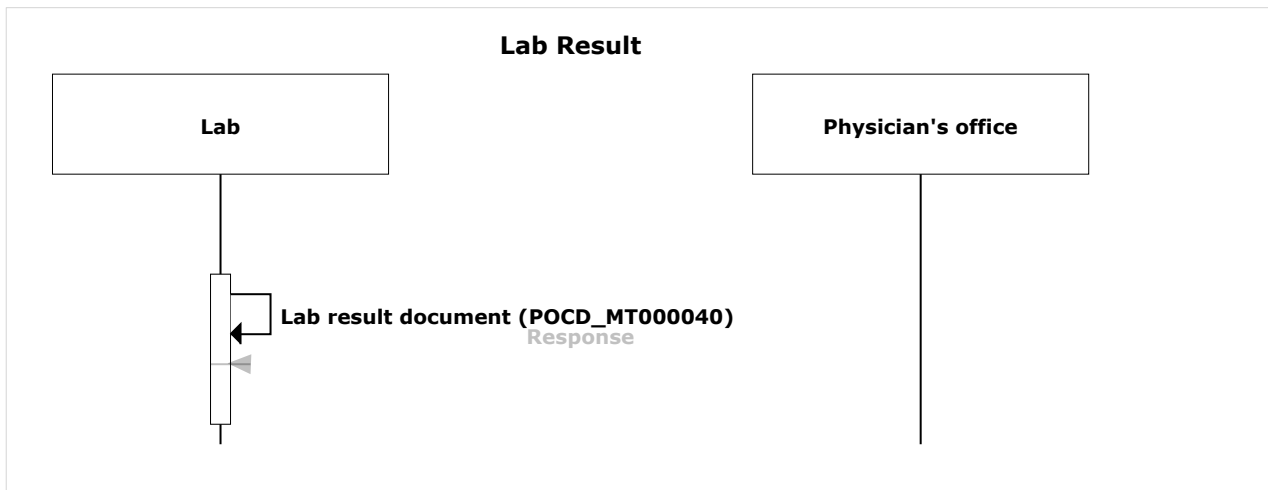 Lab Result
Lab
Physician's office
Lab result document (POCD_MT000040)
Response